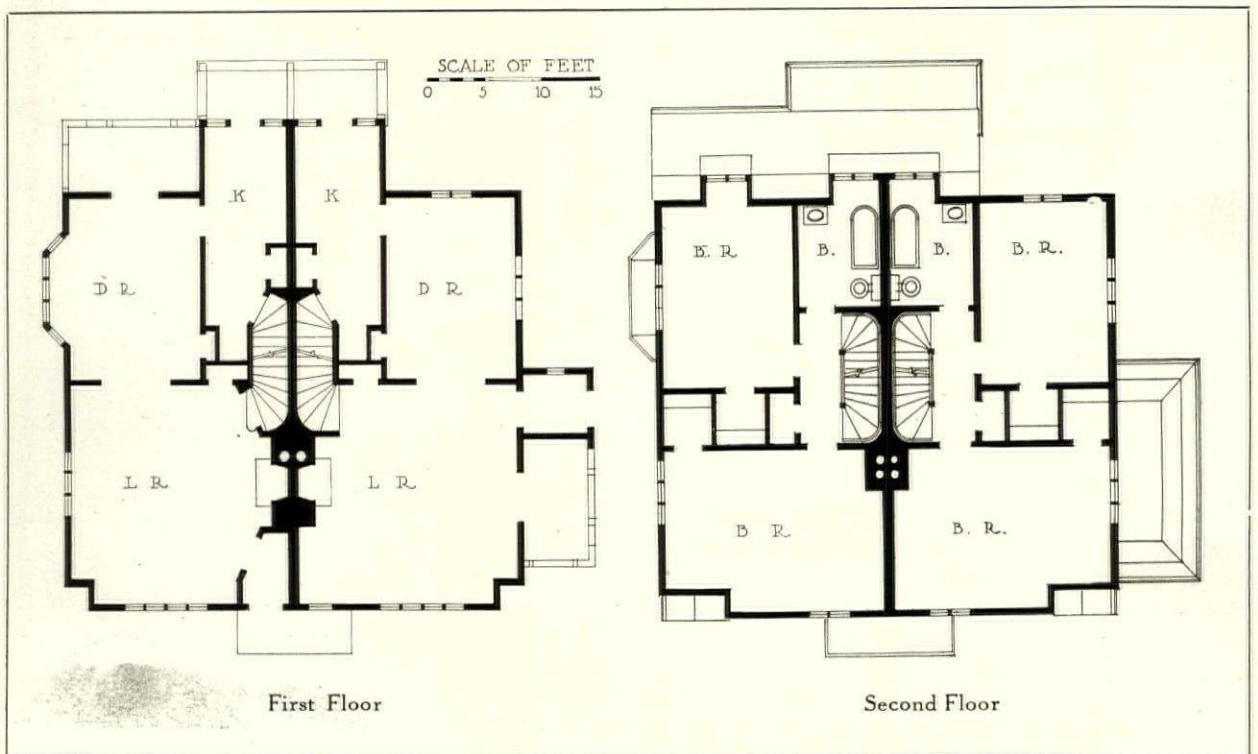 SCALE OF FEET
0 5 10 15
K K
D R D R
L R L R
First Floor
B. R B. B. B. R.
B R B. R.
Second Floor